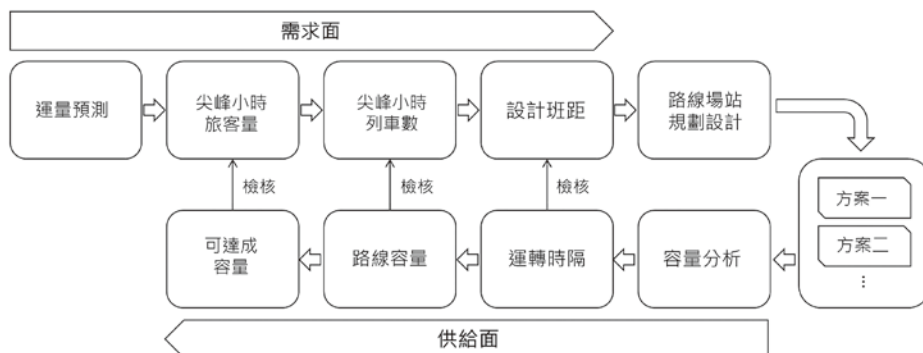 需求面
運量預測
尖峰小時
旅客量
尖峰小時
列車數
設計班距
路線場站
規劃設計
檢核
檢核
檢核
方案一
方案二
⋮
可達成
容量
路線容量
運轉時隔
容量分析
供給面